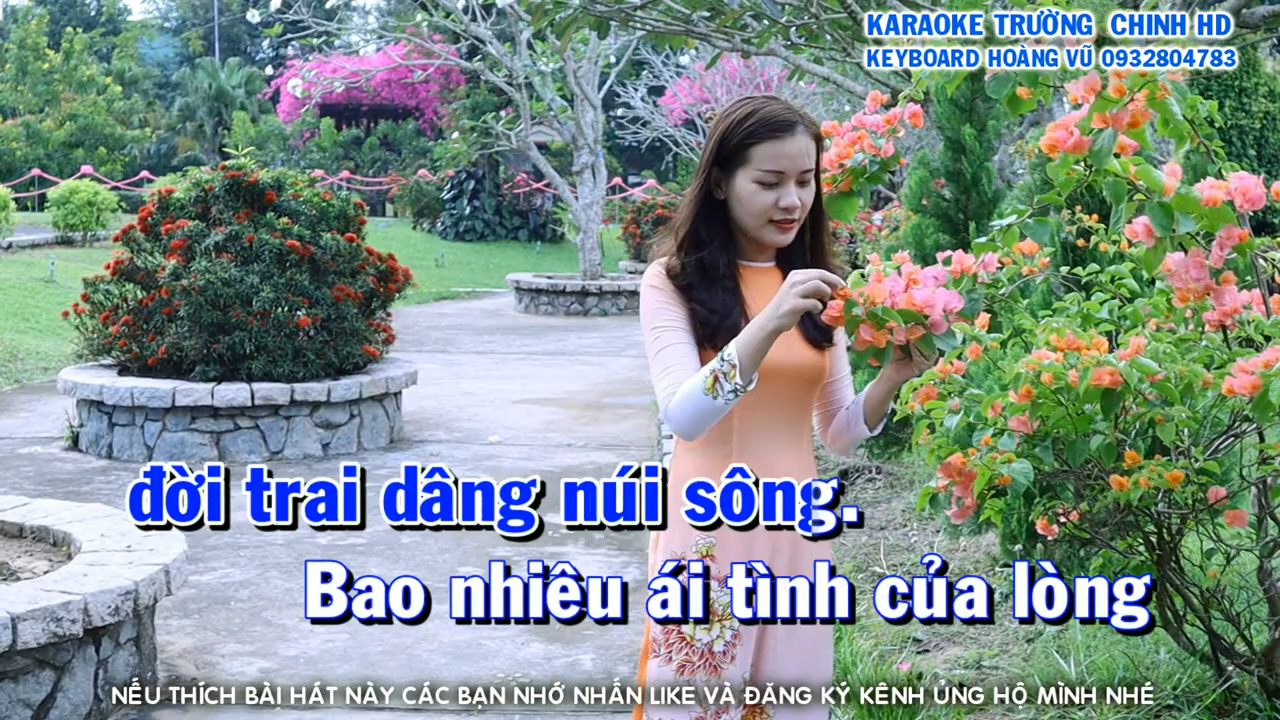 KARAOKE TRƯỜNG CHINH HD
KEYBOARD HOÀNG VŨ 0932804783
đời trai dâng núi sông.
Bao nhiêu ái tình của lòng
NẾU THÍCH BÀI HÁT NÀY CÁC BẠN NHỚ NHẤN LIKE VÀ ĐĂNG KÝ KÊNH ỦNG HỘ MÌNH NHÉ